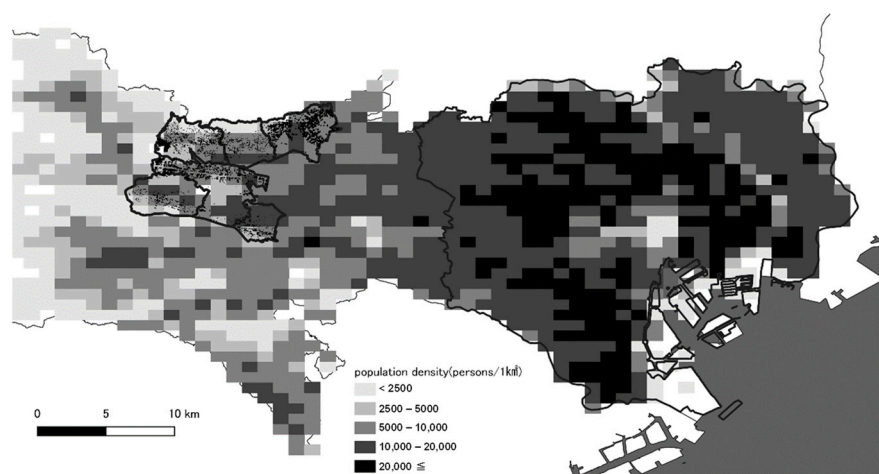 population density(persons/1k㎡)
< 2500
2500 – 5000
5000 – 10,000
10,000 – 20,000
20,000 ≦
0 5 10 km